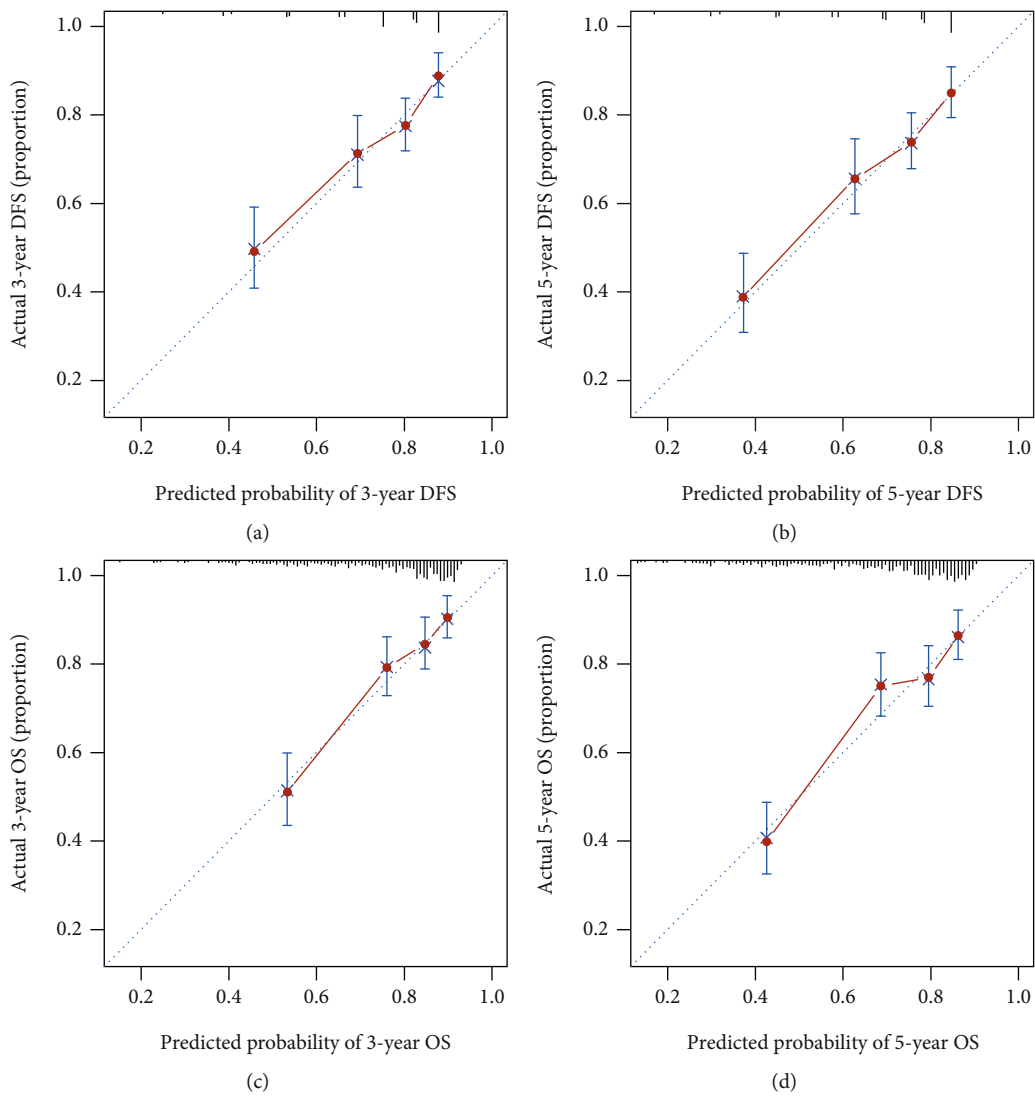 Actual 3-year DFS (proportion)
1.0
0.8
0.6
0.4
0.2
0.2 0.4 0.6 0.8 1.0
Predicted probability of 3-year DFS
(a)
Actual 5-year DFS (proportion)
1.0
0.8
0.6
0.4
0.2
0.2 0.4 0.6 0.8 1.0
Predicted probability of 5-year DFS
(b)
Actual 3-year OS (proportion)
1.0
0.8
0.6
0.4
0.2
0.2 0.4 0.6 0.8 1.0
Predicted probability of 3-year OS
(c)
Actual 5-year OS (proportion)
1.0
0.8
0.6
0.4
0.2
0.2 0.4 0.6 0.8 1.0
Predicted probability of 5-year OS
(d)